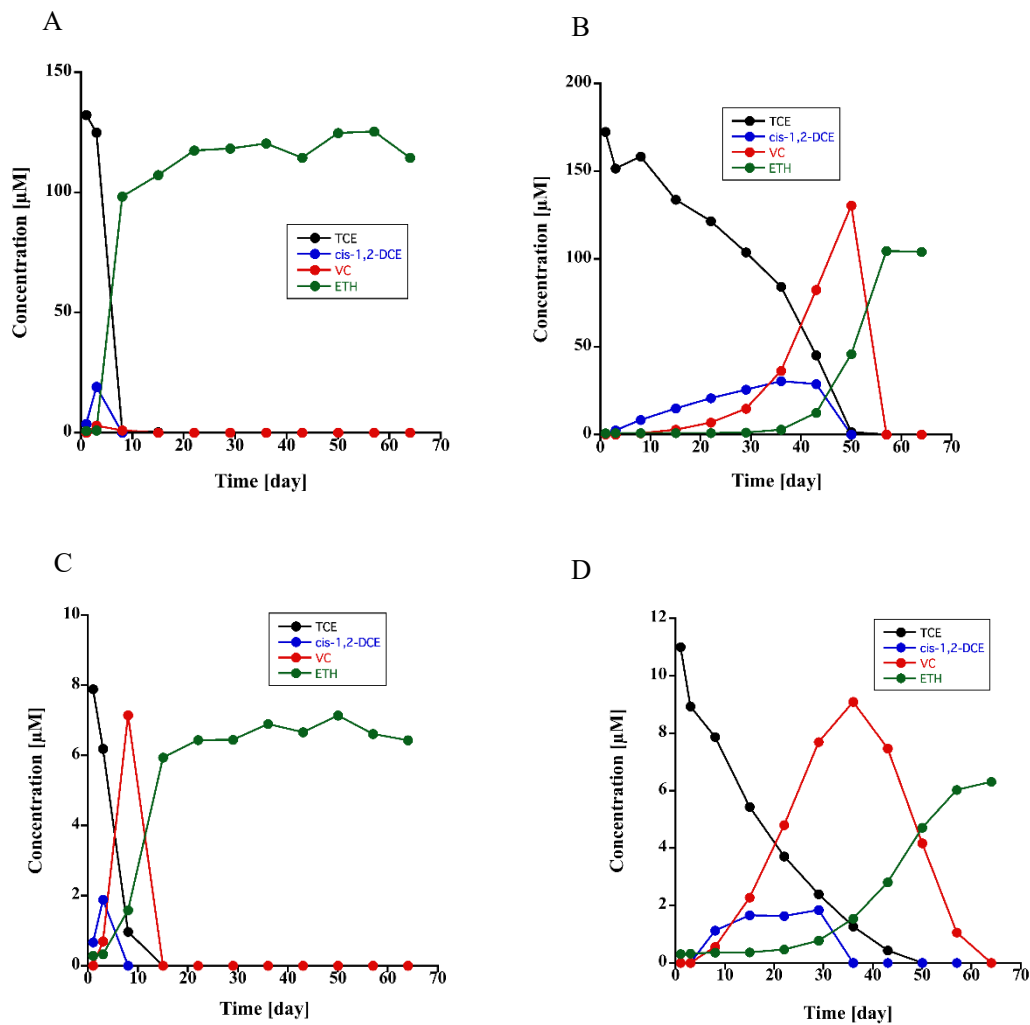 A
150
100
50
0
Concentration [µM]
TCE
cis-1,2-DCE
VC
ETH
0 10 20 30 40 50 60 70
Time [day]
B
200
150
100
50
0
Concentration [µM]
TCE
cis-1,2-DCE
VC
ETH
0 10 20 30 40 50 60 70
Time [day]
C
10
8
6
4
2
0
Concentration [µM]
TCE
cis-1,2-DCE
VC
ETH
0 10 20 30 40 50 60 70
Time [day]
D
12
10
8
6
4
2
0
Concentration [µM]
TCE
cis-1,2-DCE
VC
ETH
0 10 20 30 40 50 60 70
Time [day]